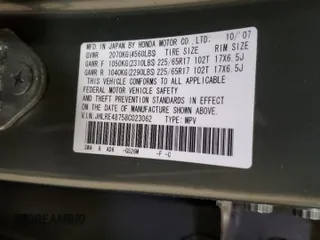 MFD. IN JAPAN BY HONDA MOTOR CO., LTD. 10/'07
GVWR 2070KG(4560LBS) TIRE SIZE RIM SIZE
GAWR F 1050KG(2310LBS) 225/65R17 102T 17X6.5J
GAWR R 1040KG(2290LBS) 225/65R17 102T 17X6.5J
THIS VEHICLE CONFORMS TO ALL APPLICABLE
FEDERAL MOTOR VEHICLE SAFETY
AND THEFT PREVENTION STANDARDS IN EFFECT
ON THE DATE OF MANUFACTURE SHOWN ABOVE.
V.I.N. JHLRE48758C023062 TYPE: MPV
SWA A
DREAMBID